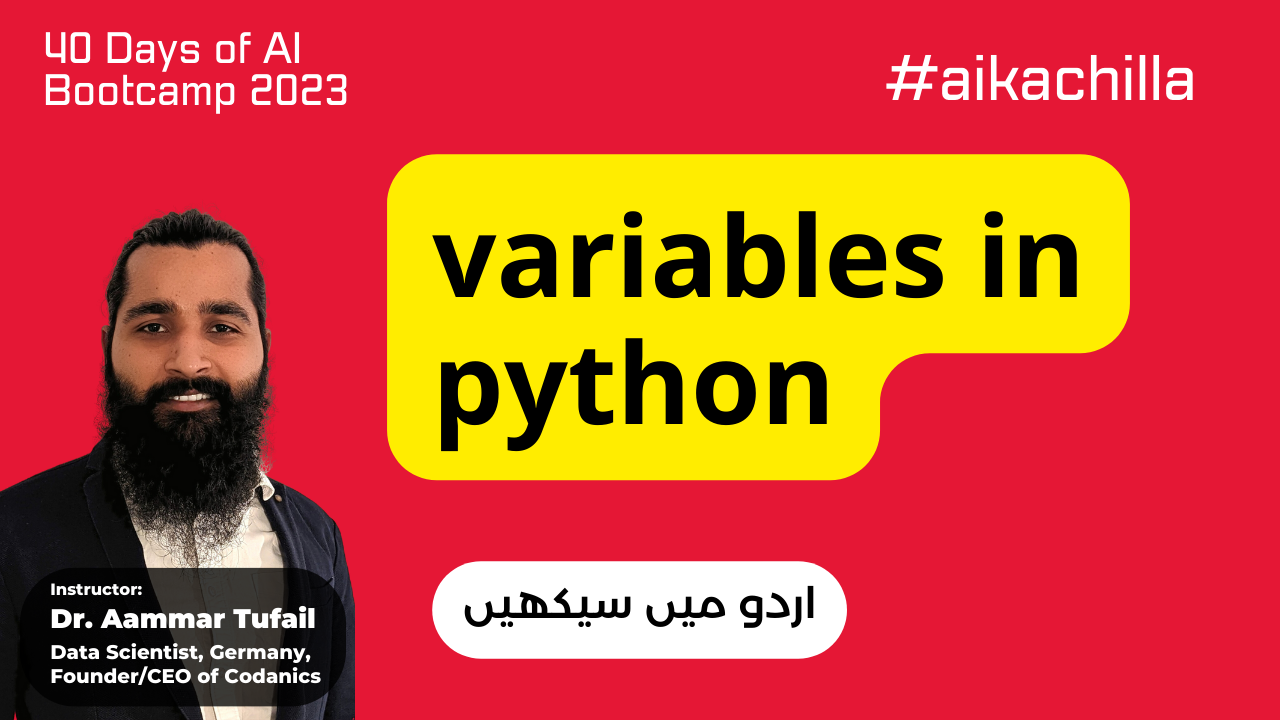 40 Days of AI
Bootcamp 2023
#aikachilla
variables in
python
اردو میں سیکھیں
Instructor:
Dr. Aammar Tufail
Data Scientist, Germany,
Founder/CEO of Codanics